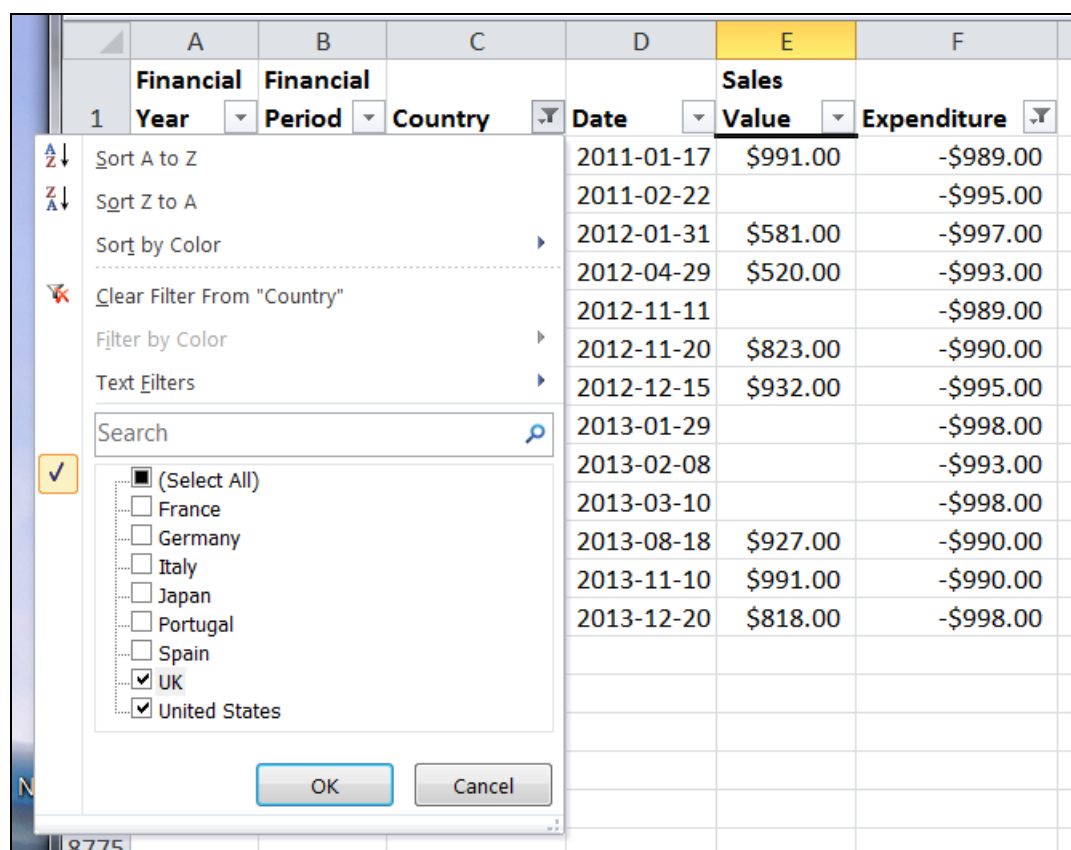 A B C D E F
Financial Financial Sales
1 Year Period Country Date Value Expenditure
Sort A to Z
Sort Z to A
Sort by Color
Clear Filter From "Country"
Filter by Color
Text Filters
Search
(Select All)
France
Germany
Italy
Japan
Portugal
Spain
UK
United States
OK Cancel
2011-01-17 $991.00 -$989.00
2011-02-22 -$995.00
2012-01-31 $581.00 -$997.00
2012-04-29 $520.00 -$993.00
2012-11-11 -$989.00
2012-11-20 $823.00 -$990.00
2012-12-15 $932.00 -$995.00
2013-01-29 -$998.00
2013-02-08 -$993.00
2013-03-10 -$998.00
2013-08-18 $927.00 -$990.00
2013-11-10 $991.00 -$990.00
2013-12-20 $818.00 -$998.00
N
8775